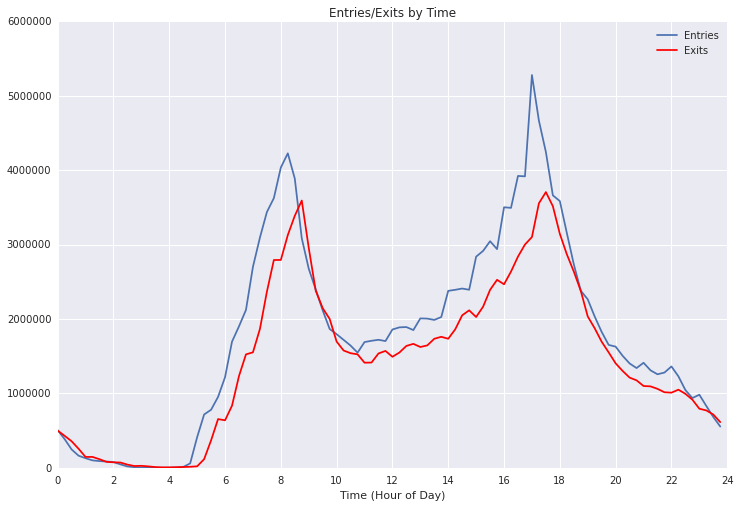 Entries/Exits by Time
6000000
5000000
4000000
3000000
2000000
1000000
0
Entries
Exits
0 2 4 6 8 10 12 14 16 18 20 22 24
Time (Hour of Day)